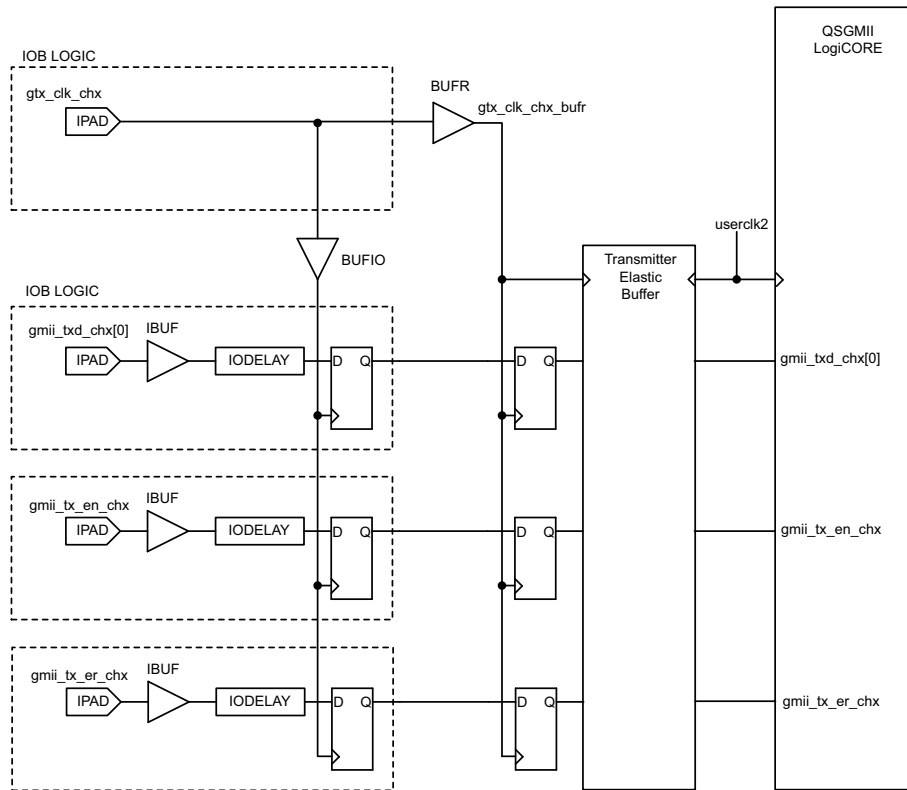 QSGMII
LogiCORE
IOB LOGIC
gtx_clk_chx
IPAD
BUFR
gtx_clk_chx_bufr
BUFIO
userclk2
Transmitter
Elastic
Buffer
IOB LOGIC
gmii_txd_chx[0]
IBUF
IPAD
IODELAY
D Q
D Q
gmii_txd_chx[0]
gmii_tx_en_chx
IBUF
IPAD
IODELAY
D Q
D Q
gmii_tx_en_chx
gmii_tx_er_chx
IBUF
IPAD
IODELAY
D Q
D Q
gmii_tx_er_chx